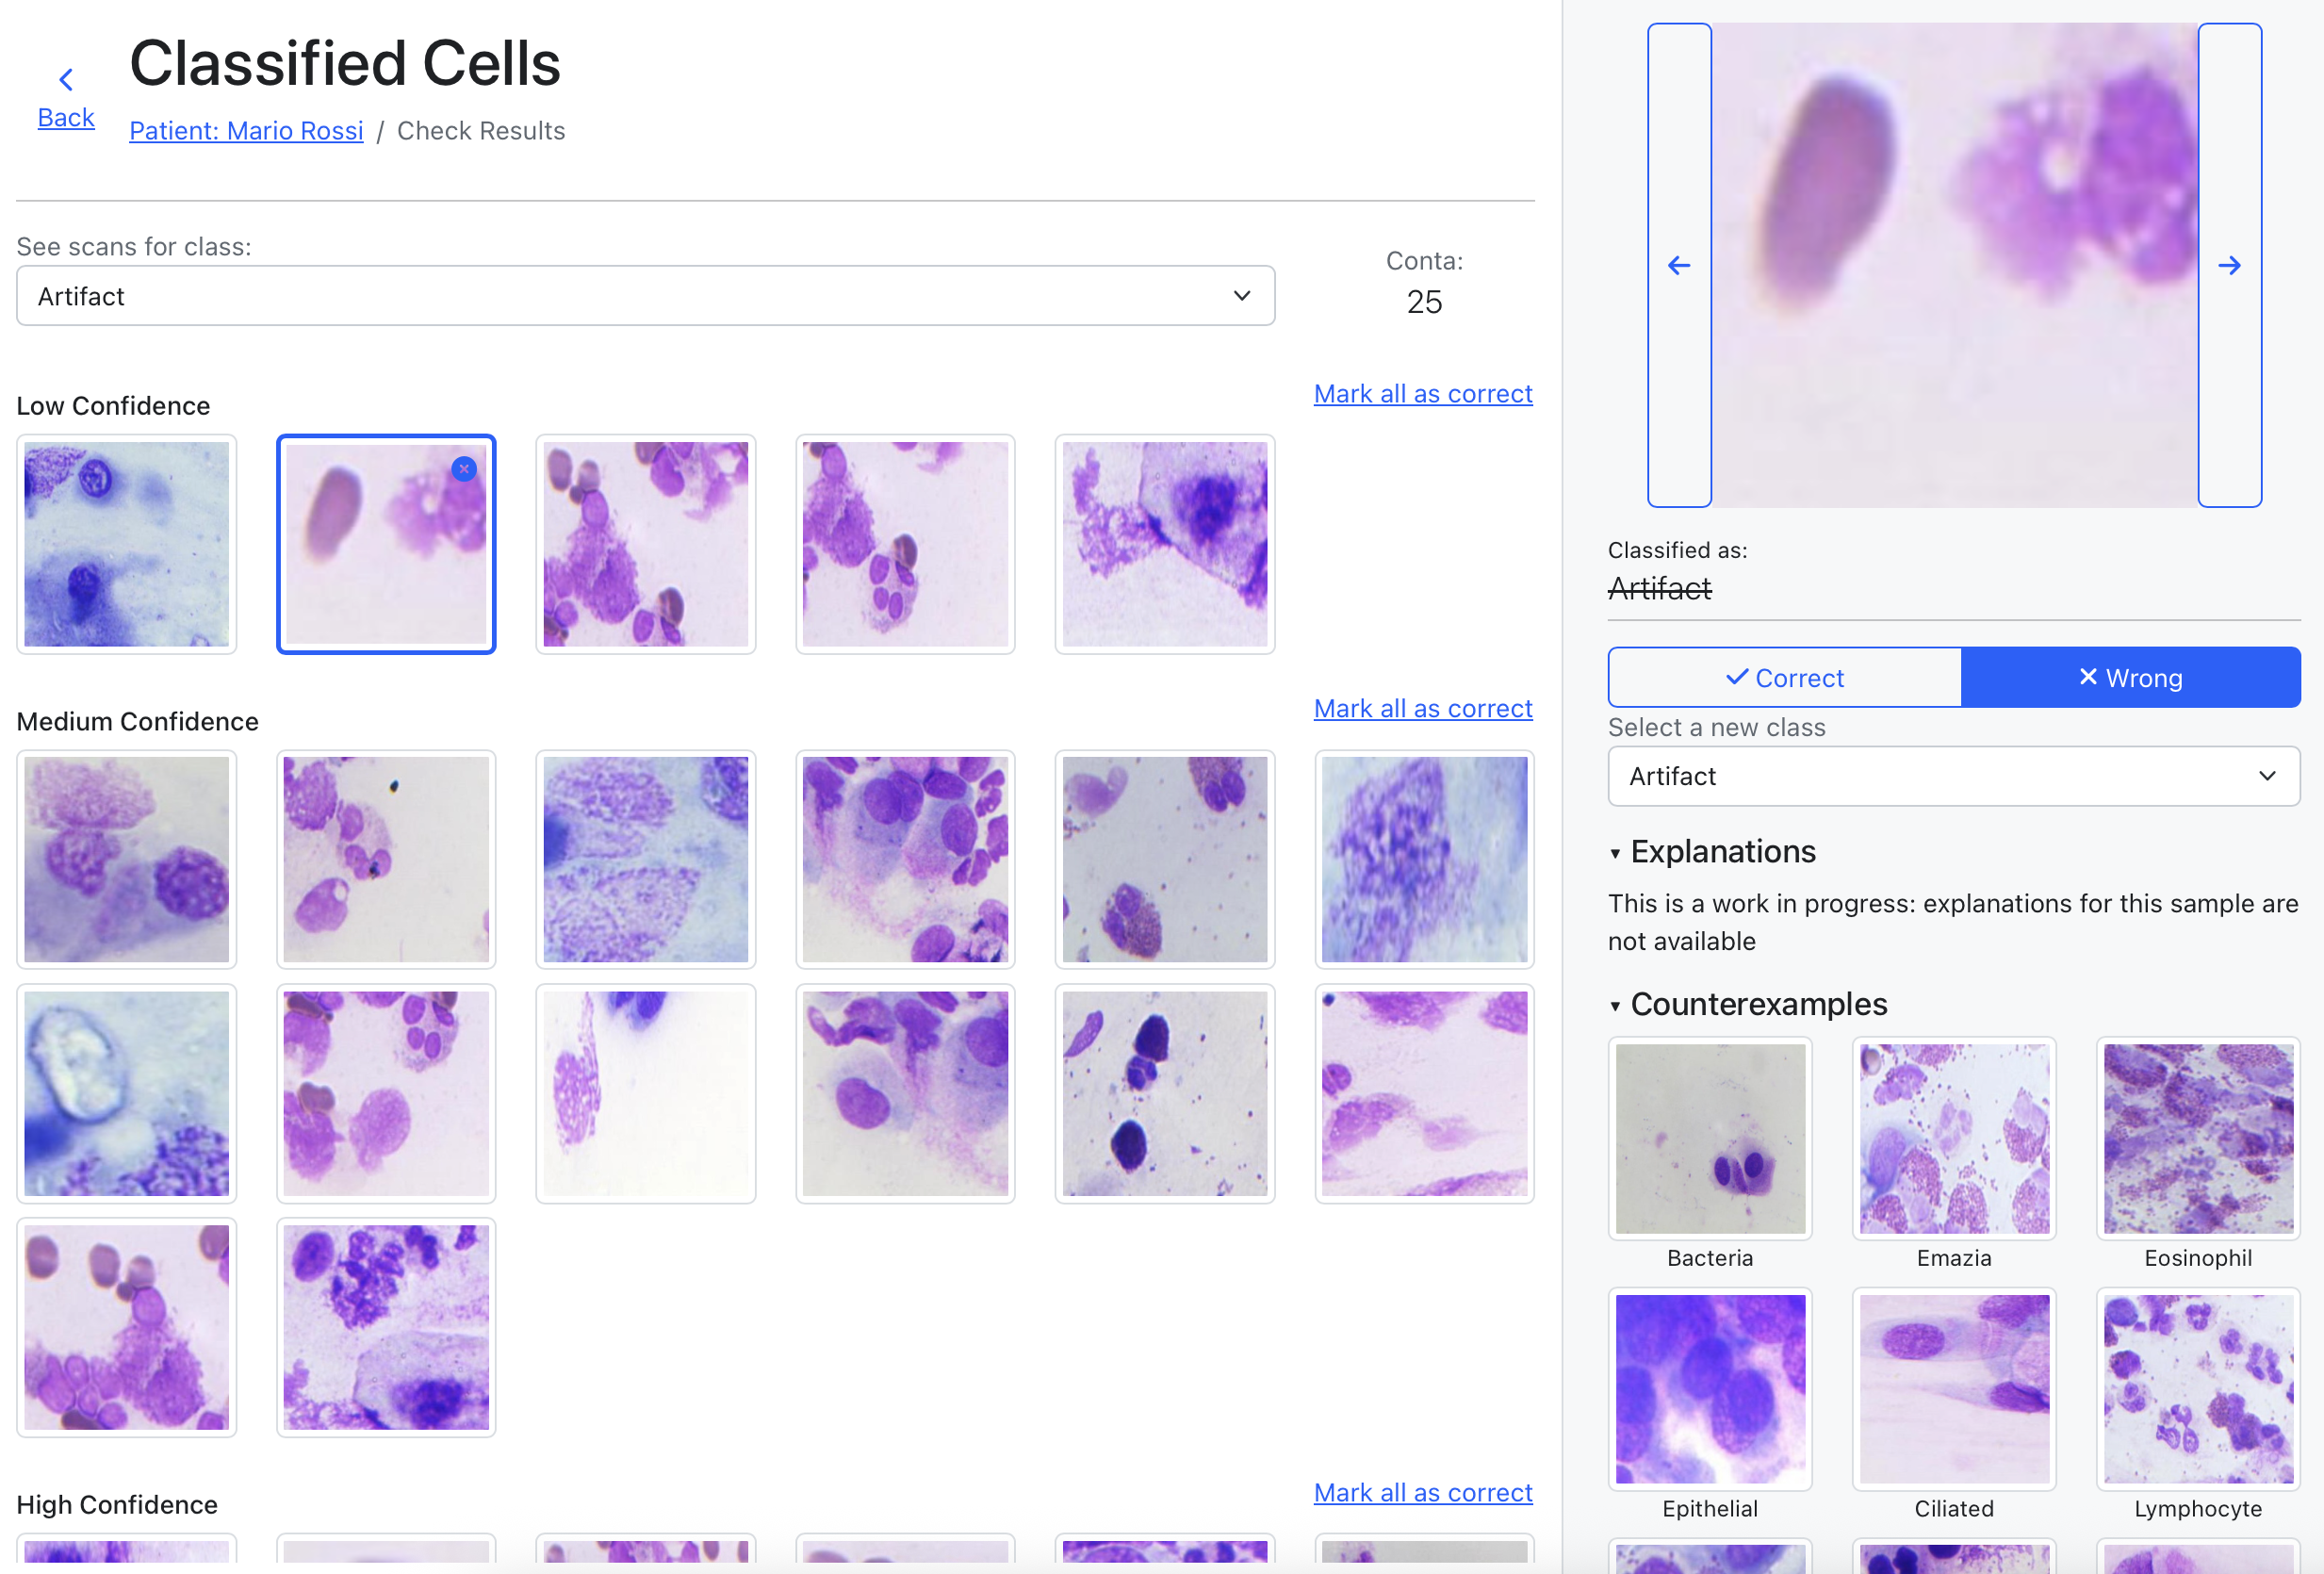 Classified Cells
Back
Patient: Mario Rossi / Check Results
See scans for class:
Artifact
Conta:
25
Low Confidence
Mark all as correct
Medium Confidence
Mark all as correct
High Confidence
Mark all as correct
Classified as:
Artifact
Correct
Wrong
Select a new class
Artifact
Explanations
This is a work in progress: explanations for this sample are
not available
Counterexamples
Bacteria
Emazia
Eosinophil
Epithelial
Ciliated
Lymphocyte